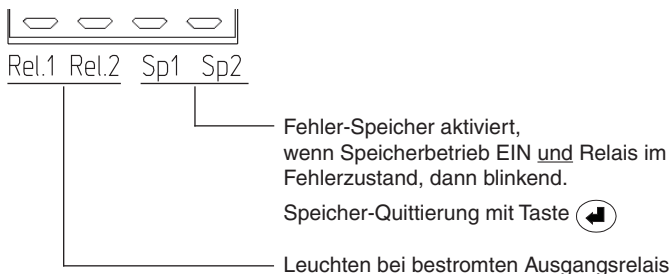 Rel.1 Rel.2 Sp1 Sp2
Fehler-Speicher aktiviert,
wenn Speicherbetrieb EIN und Relais im
Fehlerzustand, dann blinkend.
Speicher-Quittierung mit Taste
Leuchten bei bestromten Ausgangsrelais